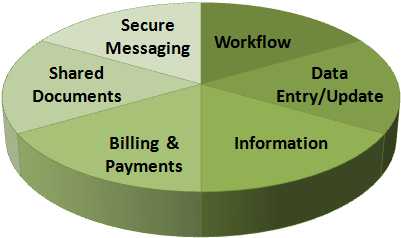 Secure
Messaging
Workflow
Shared
Documents
Data
Entry/Update
Billing &
Payments
Information